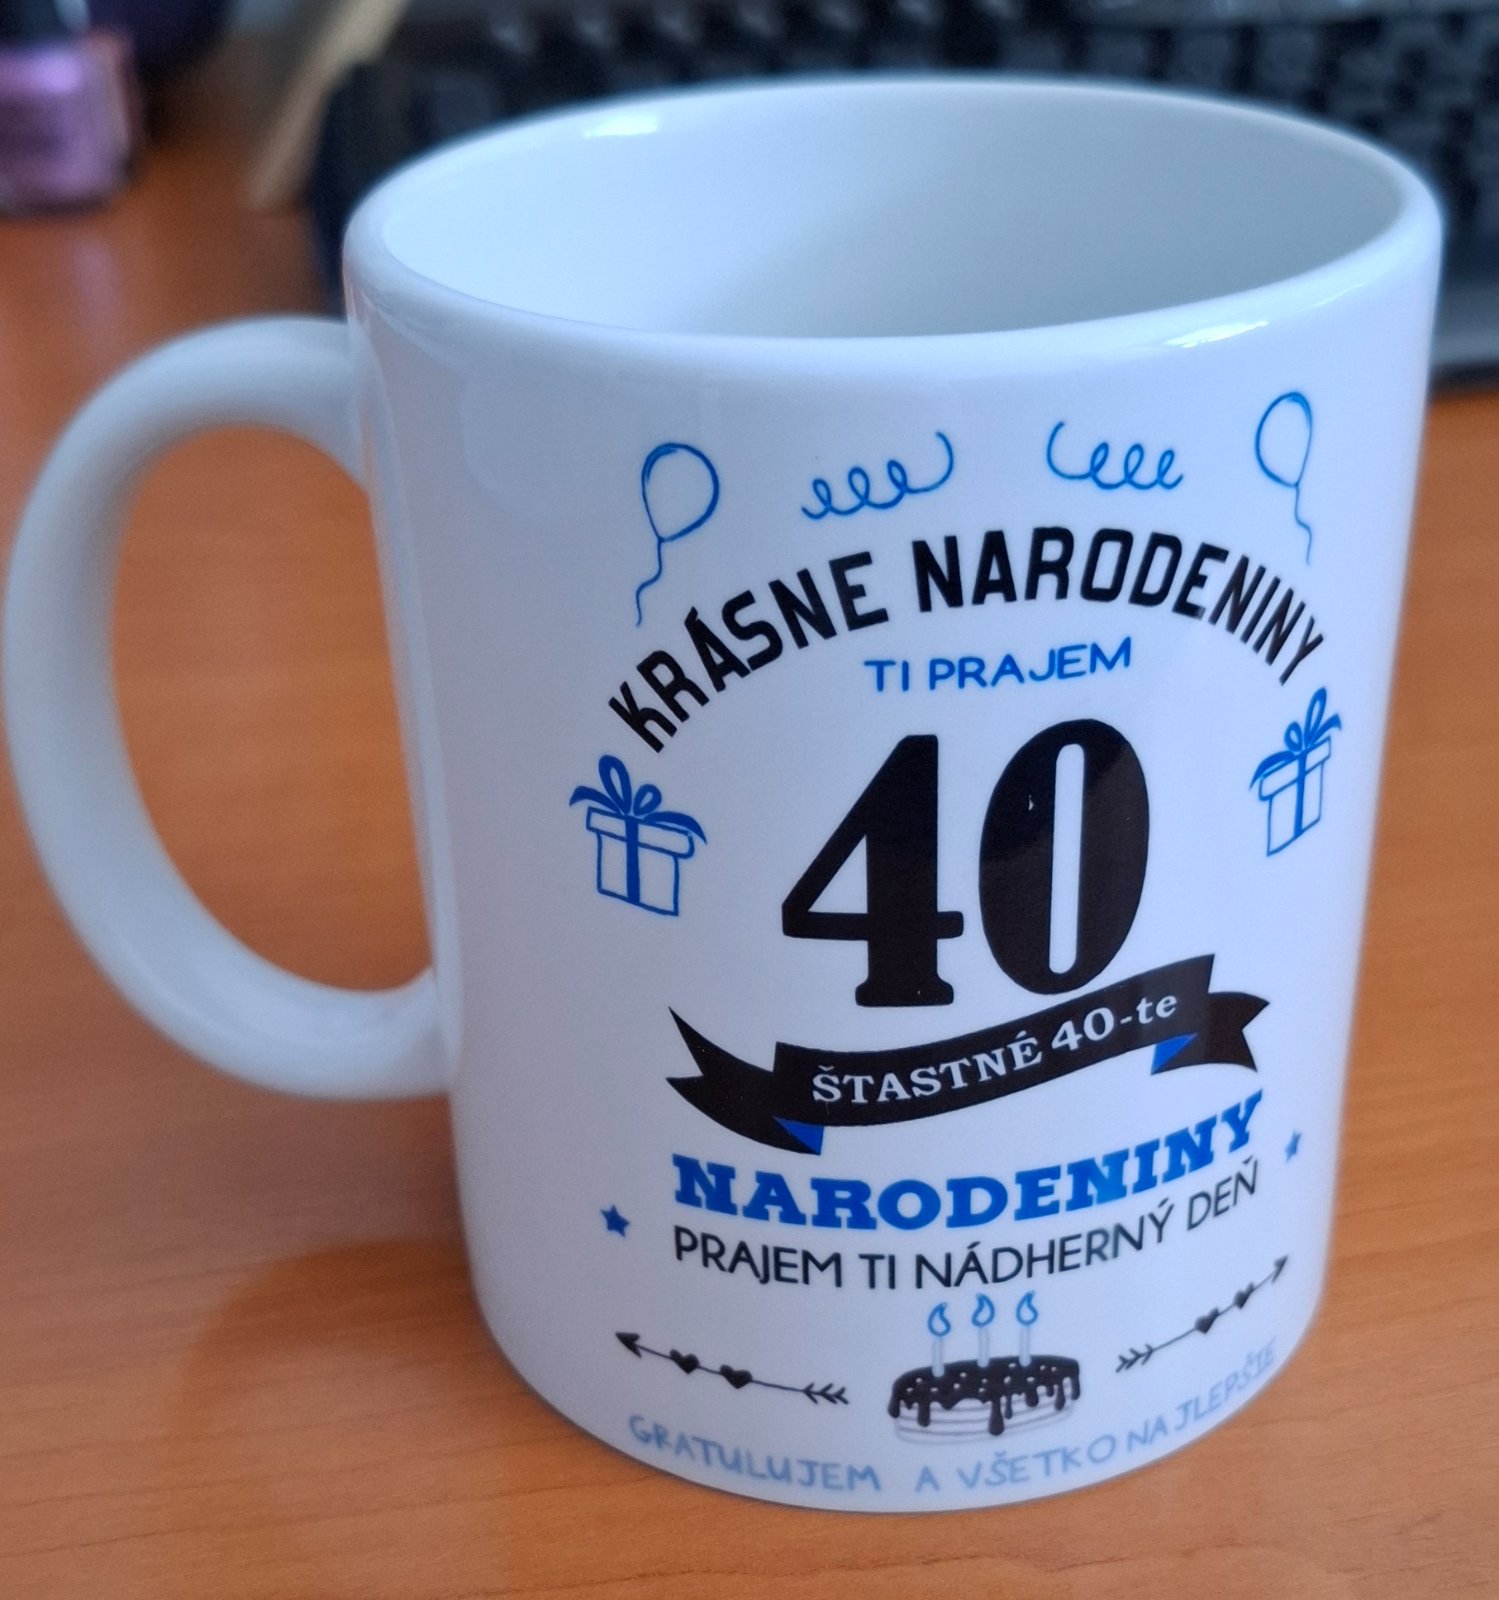 KRÁSNE NARODENINY
TI PRAJEM
40
ŠTASTNÉ 40-te
NARODENINY
PRAJEM TI NÁDHERNÝ DEŇ
GRATULUJEM A VŠETKO NAJLEPŠIE